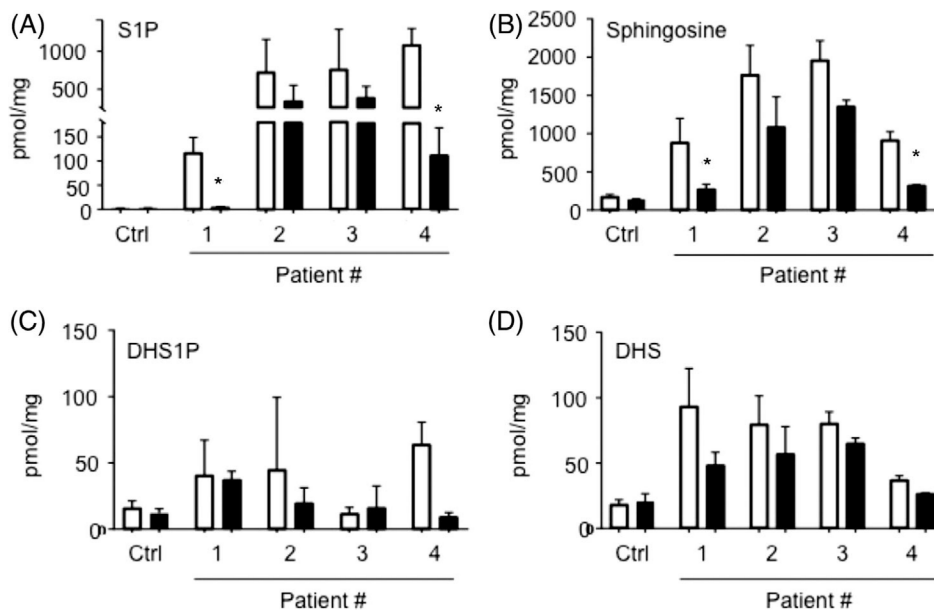 (A)
S1P
pmol/mg
1000
500
150
100
50
0
*
*
Ctrl 1 2 3 4
Patient #
(B)
Sphingosine
pmol/mg
2500
2000
1500
1000
500
0
*
*
Ctrl 1 2 3 4
Patient #
(C)
DHS1P
pmol/mg
150
100
50
0
Ctrl 1 2 3 4
Patient #
(D)
DHS
pmol/mg
150
100
50
0
Ctrl 1 2 3 4
Patient #